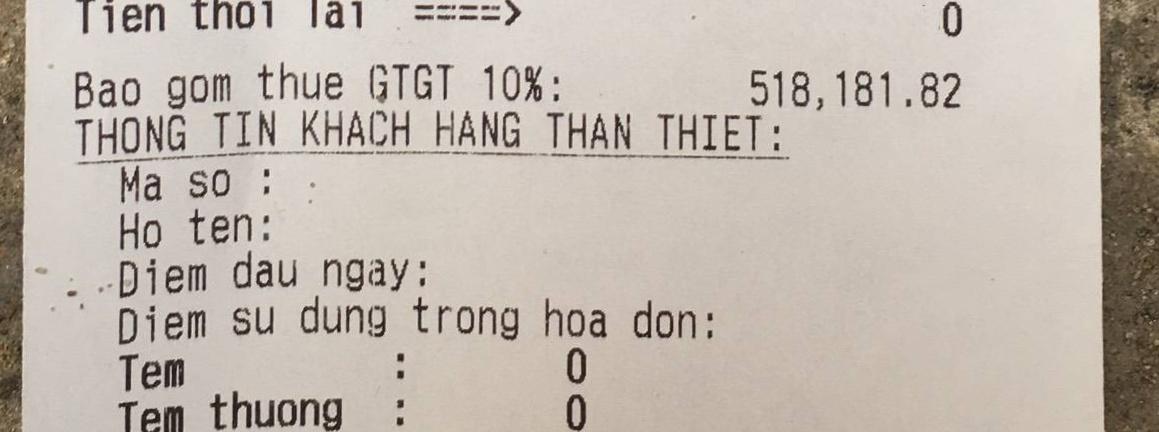 Tien thoi lai ====> 0
Bao gom thue GTGT 10%: 518,181.82
THONG TIN KHACH HANG THAN THIET:
Ma so :
Ho ten:
Diem dau ngay:
Diem su dung trong hoa don:
Tem : 0
Tem thuong : 0